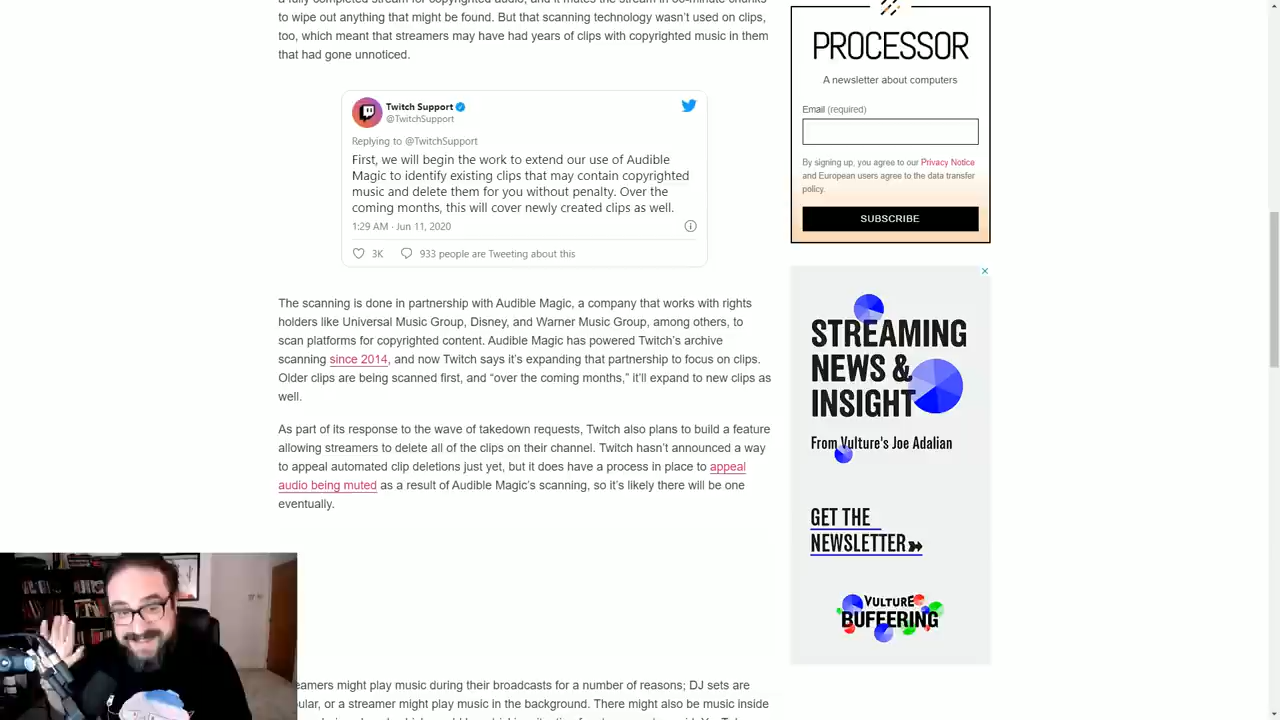 a fully completed stream for copyrighted audio, and it muted the stream in
to wipe out anything that might be found. But that scanning technology wasn't used on clips,
too, which meant that streamers may have had years of clips with copyrighted music in them
that had gone unnoticed.
Twitch Support
@TwitchSupport
Replying to @TwitchSupport
First, we will begin the work to extend our use of Audible
Magic to identify existing clips that may contain copyrighted
music and delete them for you without penalty. Over the
coming months, this will cover newly created clips as well.
1:29 AM · Jun 11, 2020
3K 933 people are Tweeting about this
The scanning is done in partnership with Audible Magic, a company that works with rights
holders like Universal Music Group, Disney, and Warner Music Group, among others, to
scan platforms for copyrighted content. Audible Magic has powered Twitch's archive
scanning since 2014, and now Twitch says it's expanding that partnership to focus on clips.
Older clips are being scanned first, and “over the coming months,” it'll expand to new clips as
well.
As part of its response to the wave of takedown requests, Twitch also plans to build a feature
allowing streamers to delete all of the clips on their channel. Twitch hasn't announced a way
to appeal automated clip deletions just yet, but it does have a process in place to appeal
audio being muted as a result of Audible Magic's scanning, so it's likely there will be one
eventually.
eamers might play music during their broadcasts for a number of reasons; DJ sets are
ular, or a streamer might play music in the background. There might also be music inside
PROCESSOR
A newsletter about computers
Email (required)
By signing up, you agree to our Privacy Notice
and European users agree to the data transfer
policy.
SUBSCRIBE
STREAMING
NEWS &
INSIGHT
From Vulture's Joe Adalian
GET THE
NEWSLETTER
VULTURE
BUFFERING